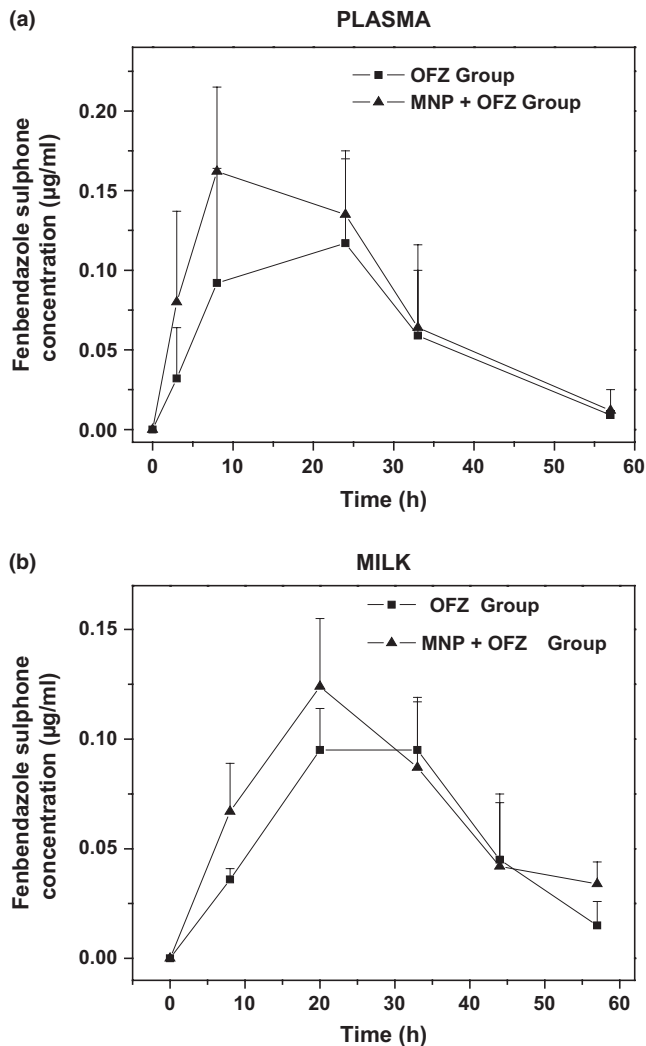 (a)
PLASMA
OFZ Group
MNP + OFZ Group
Fenbendazole sulphone
concentration (µg/ml)
0.20
0.15
0.10
0.05
0.00
0 10 20 30 40 50 60
Time (h)
(b)
MILK
OFZ Group
MNP + OFZ Group
Fenbendazole sulphone
concentration (µg/ml)
0.15
0.10
0.05
0.00
0 10 20 30 40 50 60
Time (h)